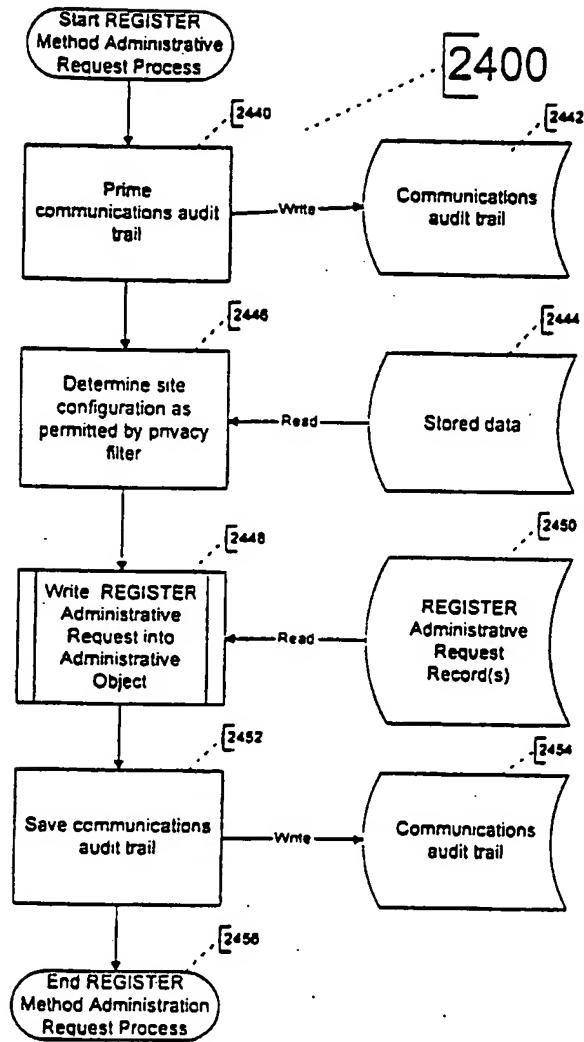 Start REGISTER
Method Administrative
Request Process
2400
2440
2442
Prime
communications audit
trail
Write
Communications
audit trail
2446
2444
Determine site
configuration as
permitted by privacy
filter
Read
Stored data
2448
2450
Write REGISTER
Administrative
Request into
Administrative
Object
Read
REGISTER
Administrative
Request
Record(s)
2452
2454
Save communications
audit trail
Write
Communications
audit trail
2456
End REGISTER
Method Administration
Request Process